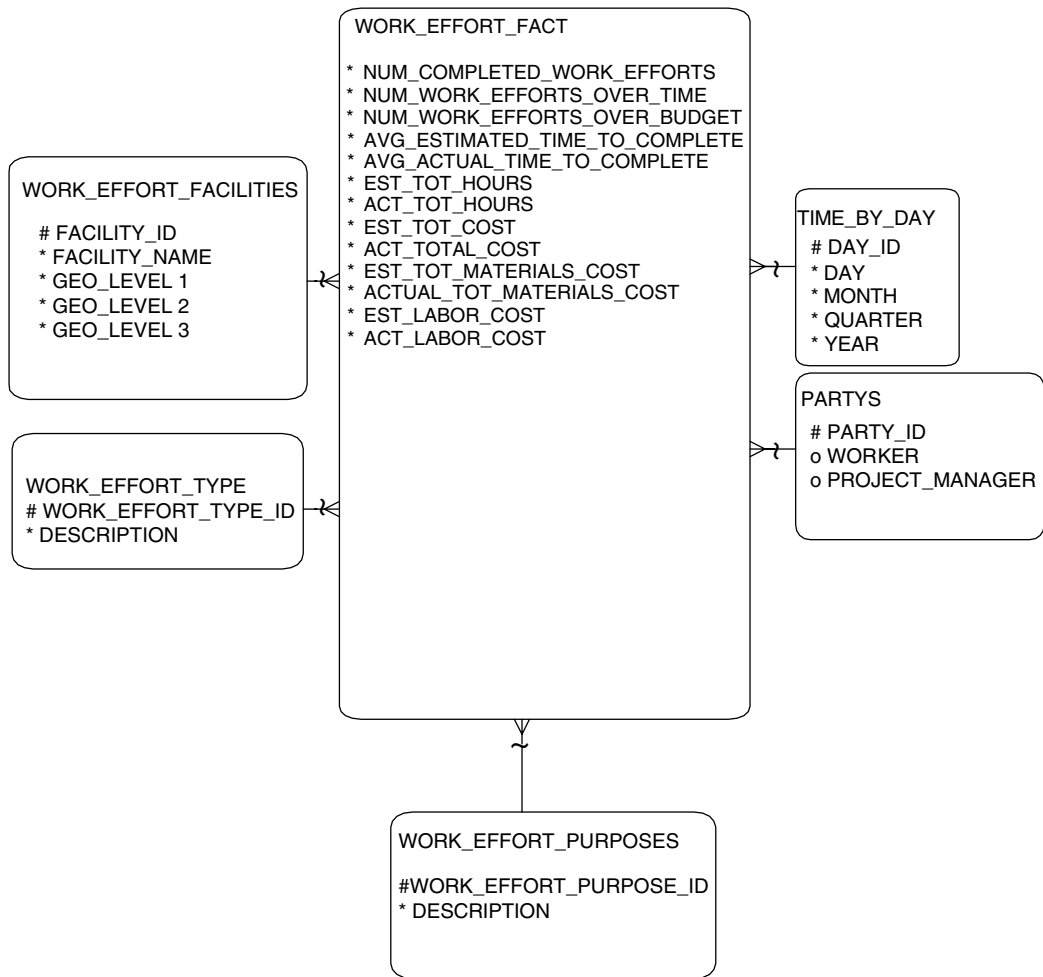 WORK_EFFORT_FACT
* NUM_COMPLETED_WORK_EFFORTS
* NUM_WORK_EFFORTS_OVER_TIME
* NUM_WORK_EFFORTS_OVER_BUDGET
* AVG_ESTIMATED_TIME_TO_COMPLETE
* AVG_ACTUAL_TIME_TO_COMPLETE
* EST_TOT_HOURS
* ACT_TOT_HOURS
* EST_TOT_COST
* ACT_TOTAL_COST
* EST_TOT_MATERIALS_COST
* ACTUAL_TOT_MATERIALS_COST
* EST_LABOR_COST
* ACT_LABOR_COST
WORK_EFFORT_FACILITIES
# FACILITY_ID
* FACILITY_NAME
* GEO_LEVEL 1
* GEO_LEVEL 2
* GEO_LEVEL 3
TIME_BY_DAY
# DAY_ID
* DAY
* MONTH
* QUARTER
* YEAR
PARTYS
# PARTY_ID
o WORKER
o PROJECT_MANAGER
WORK_EFFORT_TYPE
# WORK_EFFORT_TYPE_ID
* DESCRIPTION
WORK_EFFORT_PURPOSES
#WORK_EFFORT_PURPOSE_ID
* DESCRIPTION